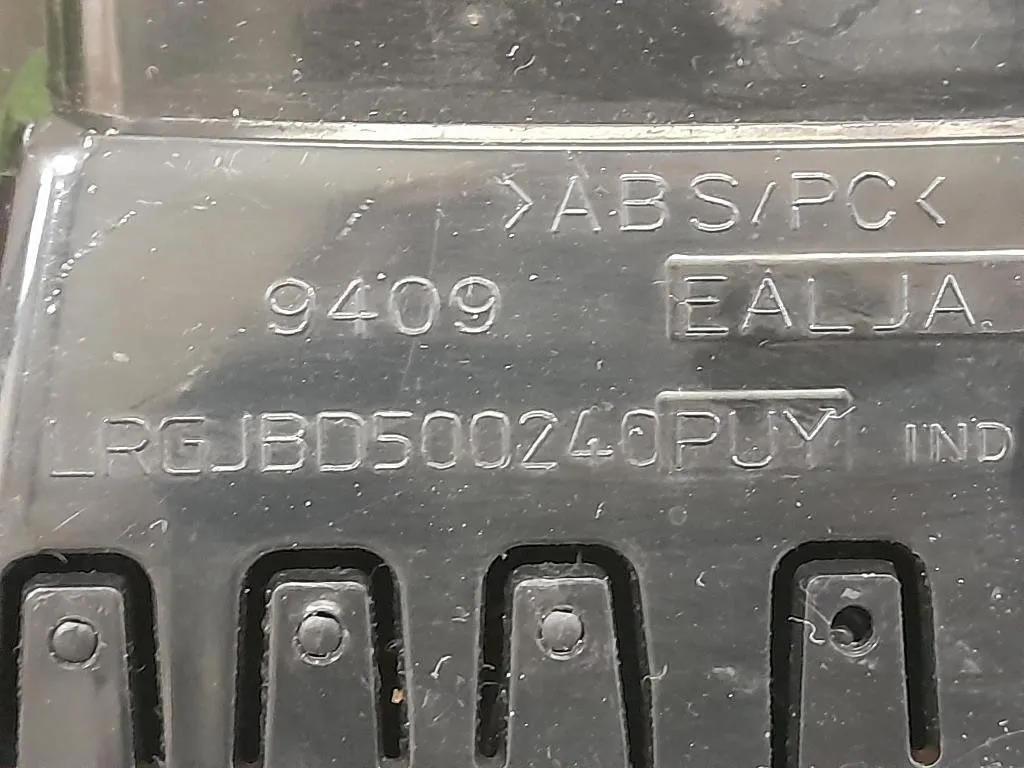 >ABS/PC<
9409 EALJA.
LRGJBD500240PUY IND